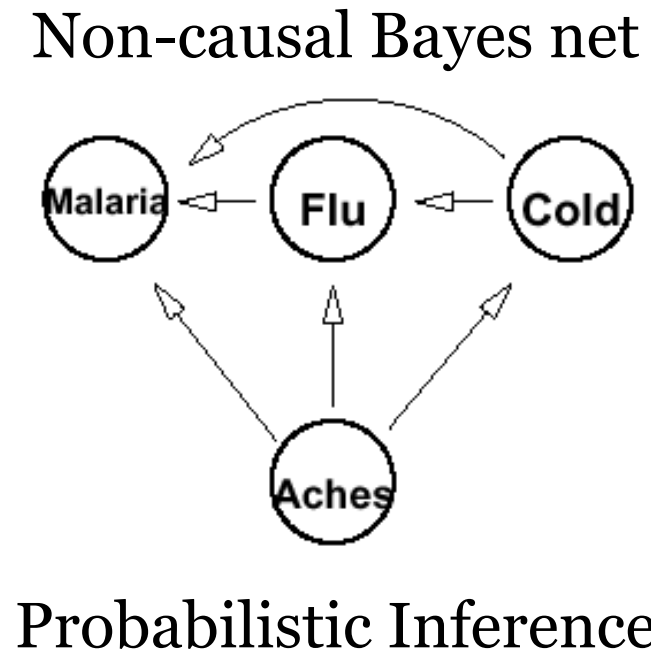 Non-causal Bayes net
Malaria
Flu
Cold
Aches
Probabilistic Inference